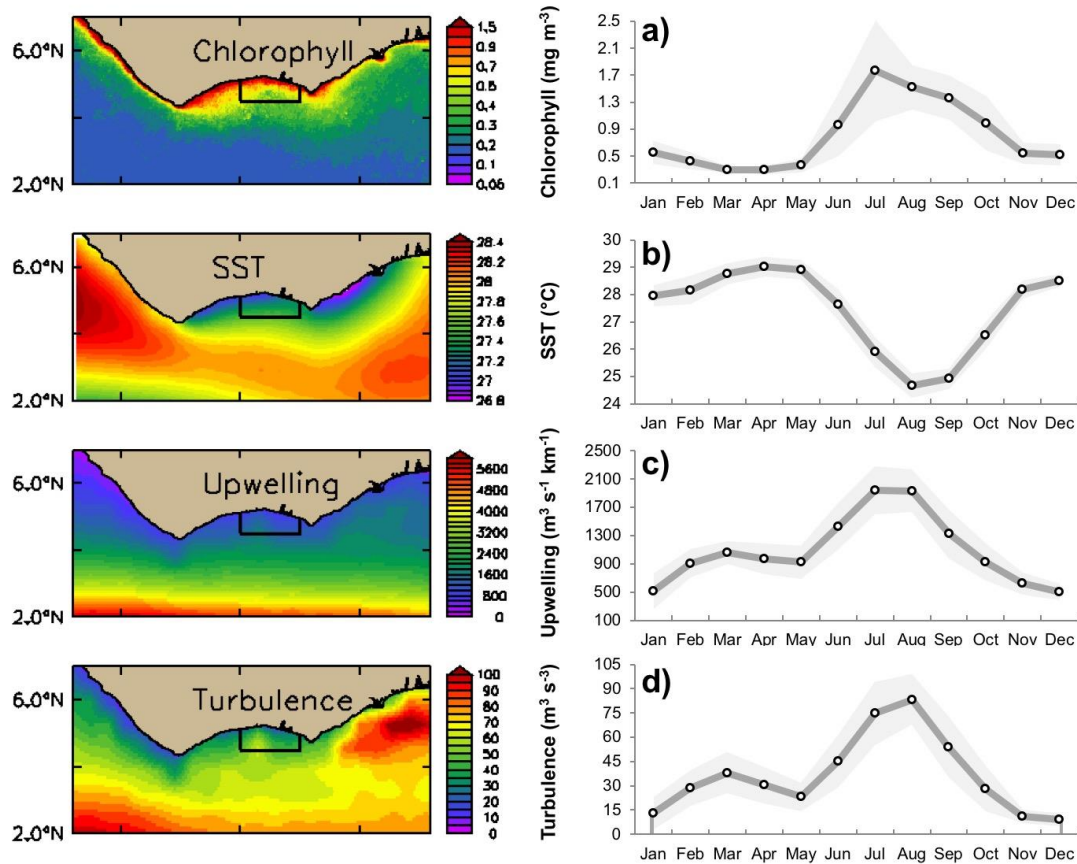 Chlorophyll
6.0°N
2.0°N
1.5
0.9
0.7
0.5
0.4
0.3
0.2
0.1
0.05
a)
Chlorophyll (mg m-3)
2.5
2.1
1.7
1.3
0.9
0.5
0.1
Jan Feb Mar Apr May Jun Jul Aug Sep Oct Nov Dec
SST
6.0°N
2.0°N
28.4
28.2
28
27.8
27.6
27.4
27.2
27
26.8
b)
SST (°C)
30
29
28
27
26
25
24
Jan Feb Mar Apr May Jun Jul Aug Sep Oct Nov Dec
Upwelling
6.0°N
2.0°N
5600
4800
4000
3200
2400
1600
800
0
c)
Upwelling (m3 s-1 km-1)
2500
2100
1700
1300
900
500
100
Jan Feb Mar Apr May Jun Jul Aug Sep Oct Nov Dec
Turbulence
6.0°N
2.0°N
100
90
80
70
60
50
40
30
20
10
0
d)
Turbulence (m3 s-3)
105
90
75
60
45
30
15
0
Jan Feb Mar Apr May Jun Jul Aug Sep Oct Nov Dec